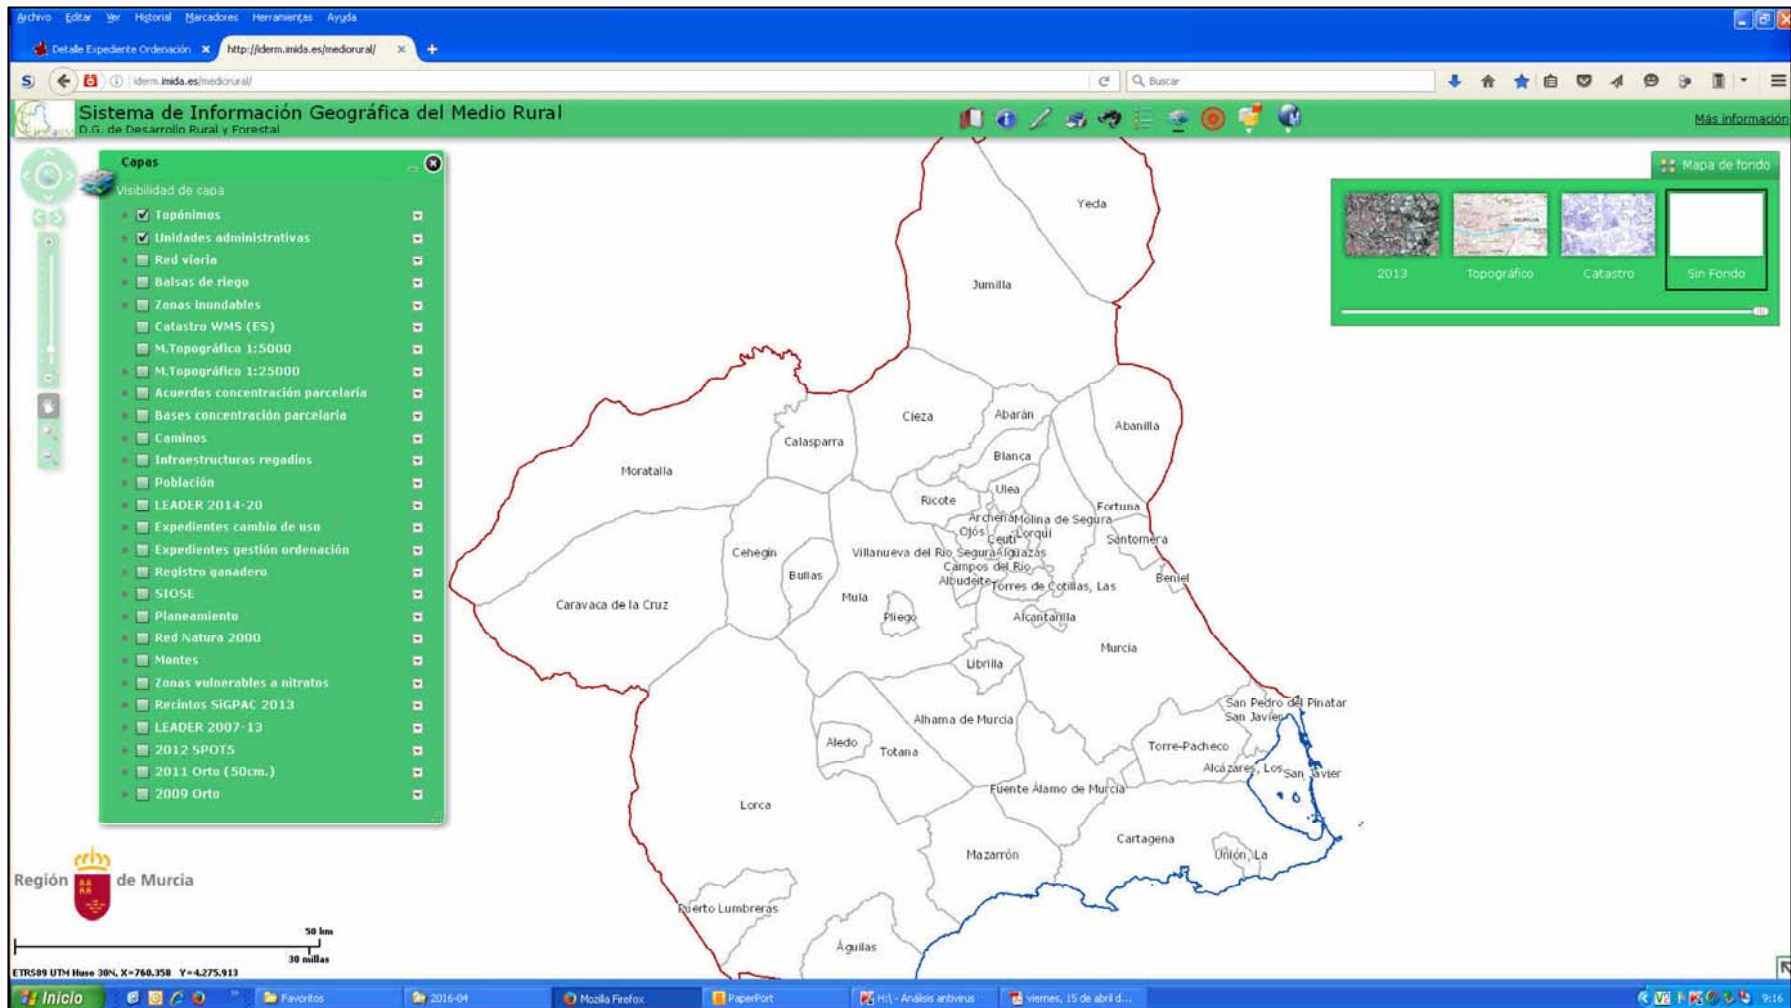 Archivo Editar Ver Historial Marcadores Herramientas Ayuda
Detalle Expediente Ordenación
http://iderm.imida.es/mediorural/
iderm.imida.es/mediorural/
Buscar
Sistema de Información Geográfica del Medio Rural
D.G. de Desarrollo Rural y Forestal
Más información
Capas
Visibilidad de capa
Topónimos
Unidades administrativas
Red viaria
Balsas de riego
Zonas inundables
Catastro WMS (ES)
M.Topográfico 1:5000
M.Topográfico 1:25000
Acuerdos concentración parcelaria
Bases concentración parcelaria
Caminos
Infraestructuras regadios
Población
LEADER 2014-20
Expedientes cambio de uso
Expedientes gestión ordenación
Registro ganadero
SIOSE
Planeamiento
Red Natura 2000
Montes
Zonas vulnerables a nitratos
Recintos SiGPAC 2013
LEADER 2007-13
2012 SPOT5
2011 Orto (50cm.)
2009 Orto
Mapa de fondo
2013
Topográfico
Catastro
Sin Fondo
Yeda
Jumilla
Cieza
Abarán
Abanilla
Calasparra
Blanca
Moratalla
Ulea
Ricote
Fortuna
Archena
Molina de Segura
Ojós
Ceutí
Lorquí
Santomera
Cehegín
Villanueva del Río Segura
Alguazas
Campos del Río
Bullas
Albudeite
Torres de Cotillas, Las
Beniel
Caravaca de la Cruz
Mula
Pliego
Alcantarilla
Murcia
Librilla
San Pedro del Pinatar
San Javier
Alhama de Murcia
Aledo
Totana
Torre-Pacheco
Alcázares, Los
San Javier
Fuente Álamo de Murcia
Lorca
Cartagena
Mazarrón
Unión, La
Puerto Lumbreras
Águilas
Región de Murcia
50 km
30 millas
ETRS89 UTM Huso 30N, X=760.358 Y=4.275.913
Inicio
Favoritos
2016-04
Mozilla Firefox
PaperPort
H:\ - Análisis antivirus
viernes, 15 de abril d...
9:16